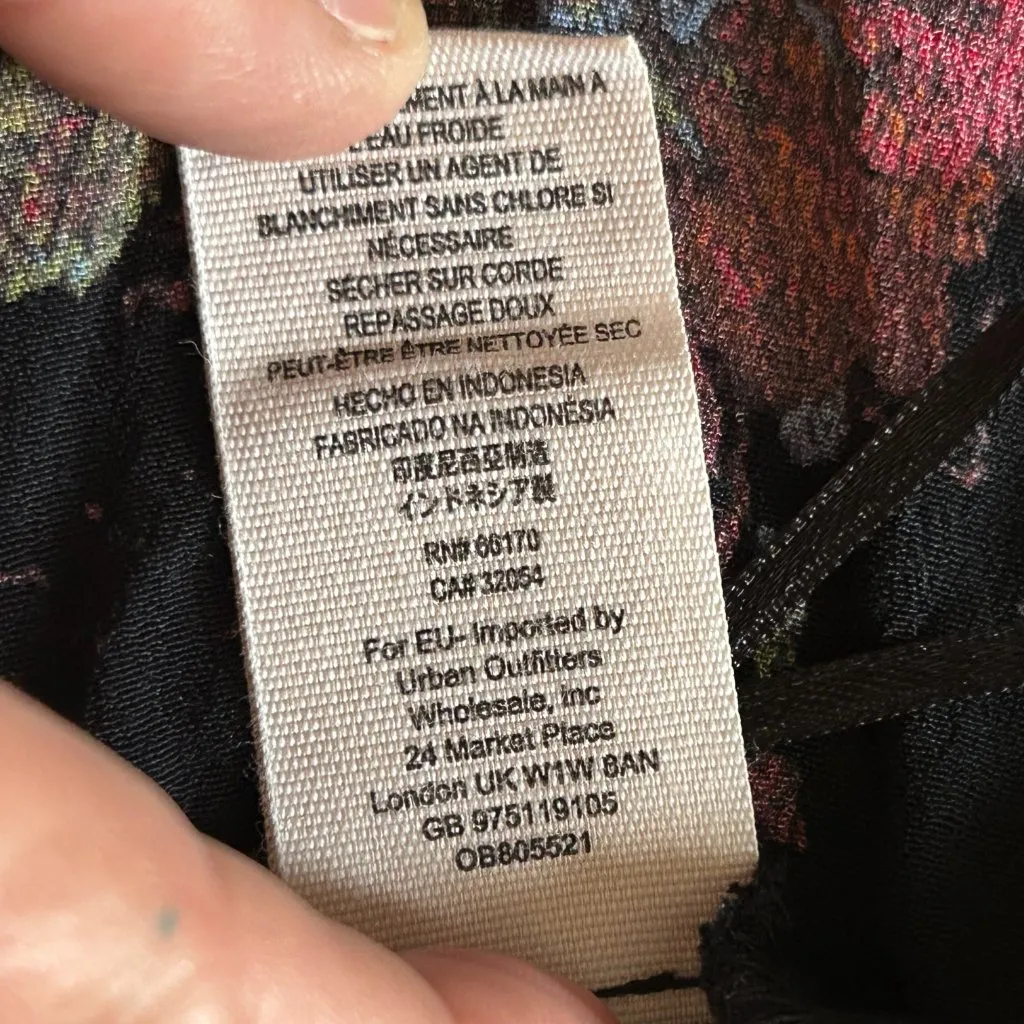 MENT À LA MAIN A
L'EAU FROIDE
UTILISER UN AGENT DE
BLANCHIMENT SANS CHLORE SI
NÉCESSAIRE
SÉCHER SUR CORDE
REPASSAGE DOUX
PEUT-ÊTRE ÊTRE NETTOYÉE SEC
HECHO EN INDONESIA
FABRICADO NA INDONÉSIA
印度尼西亚制造
インドネシア製
RN# 66170
CA# 32054
For EU- Imported by
Urban Outfitters
Wholesale, Inc
24 Market Place
London UK W1W 8AN
GB 975119105
OB805521